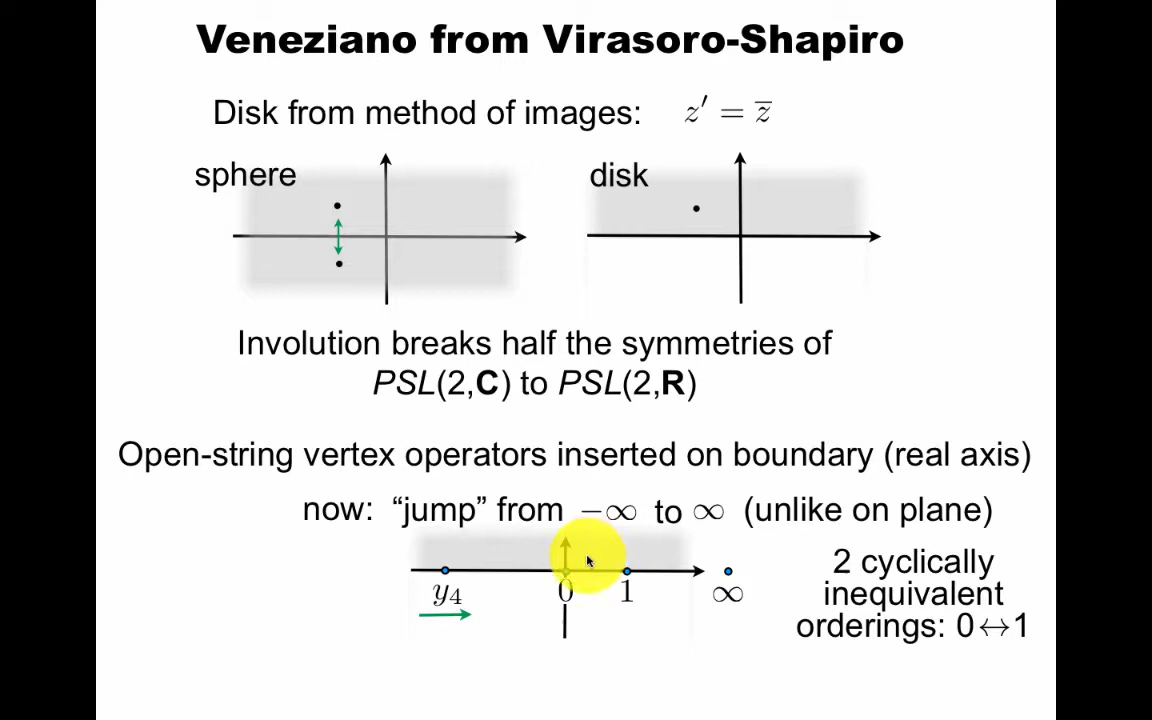 Veneziano from Virasoro-Shapiro
Disk from method of images: z′ = z̅
sphere
disk
Involution breaks half the symmetries of
PSL(2,C) to PSL(2,R)
Open-string vertex operators inserted on boundary (real axis)
now: “jump” from −∞ to ∞ (unlike on plane)
y₄ 0 1 ∞
2 cyclically
inequivalent
orderings: 0↔1